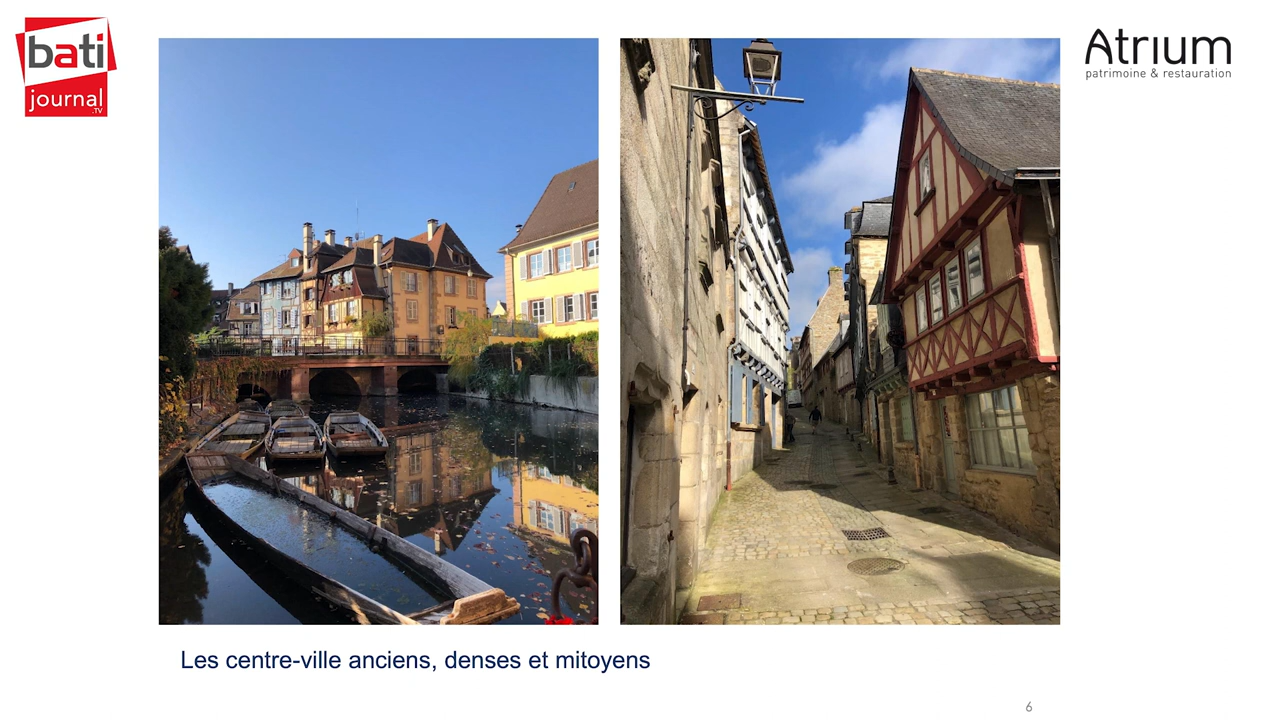 bati
journal
.TV
Atrium
patrimoine & restauration
Les centre-ville anciens, denses et mitoyens
6